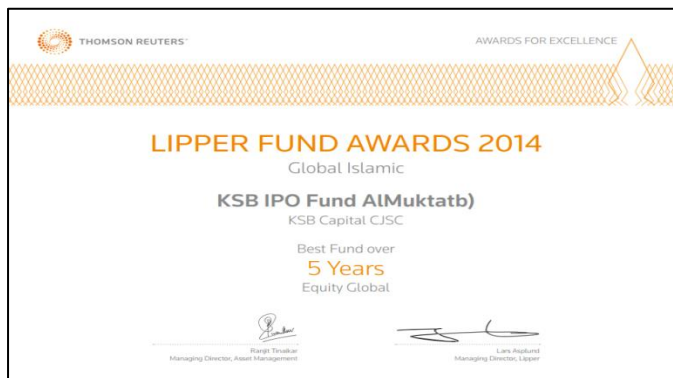 THOMSON REUTERS™
AWARDS FOR EXCELLENCE
LIPPER FUND AWARDS 2014
Global Islamic
KSB IPO Fund AlMuktatb)
KSB Capital CJSC
Best Fund over
5 Years
Equity Global
Ranjit Tinaikar
Managing Director, Asset Management
Lars Asplund
Managing Director, Lipper